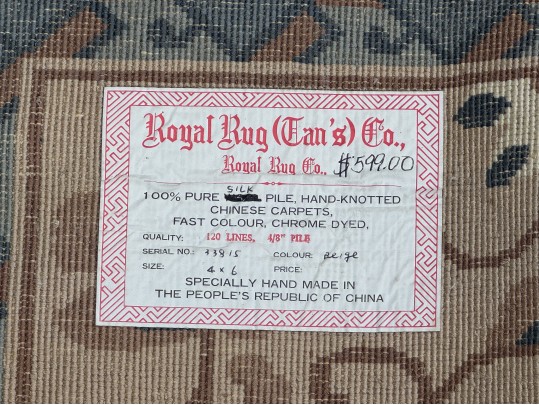 Royal Rug (Tan's) Co.,
Royal Rug Co., $599.00
SILK
100% PURE PILE, HAND-KNOTTED
CHINESE CARPETS,
FAST COLOUR, CHROME DYED,
QUALITY: 120 LINES, 4/8" PILE
SERIAL NO.: 33815 COLOUR: Beige
SIZE: 4 x 6 PRICE:
SPECIALLY HAND MADE IN
THE PEOPLE'S REPUBLIC OF CHINA